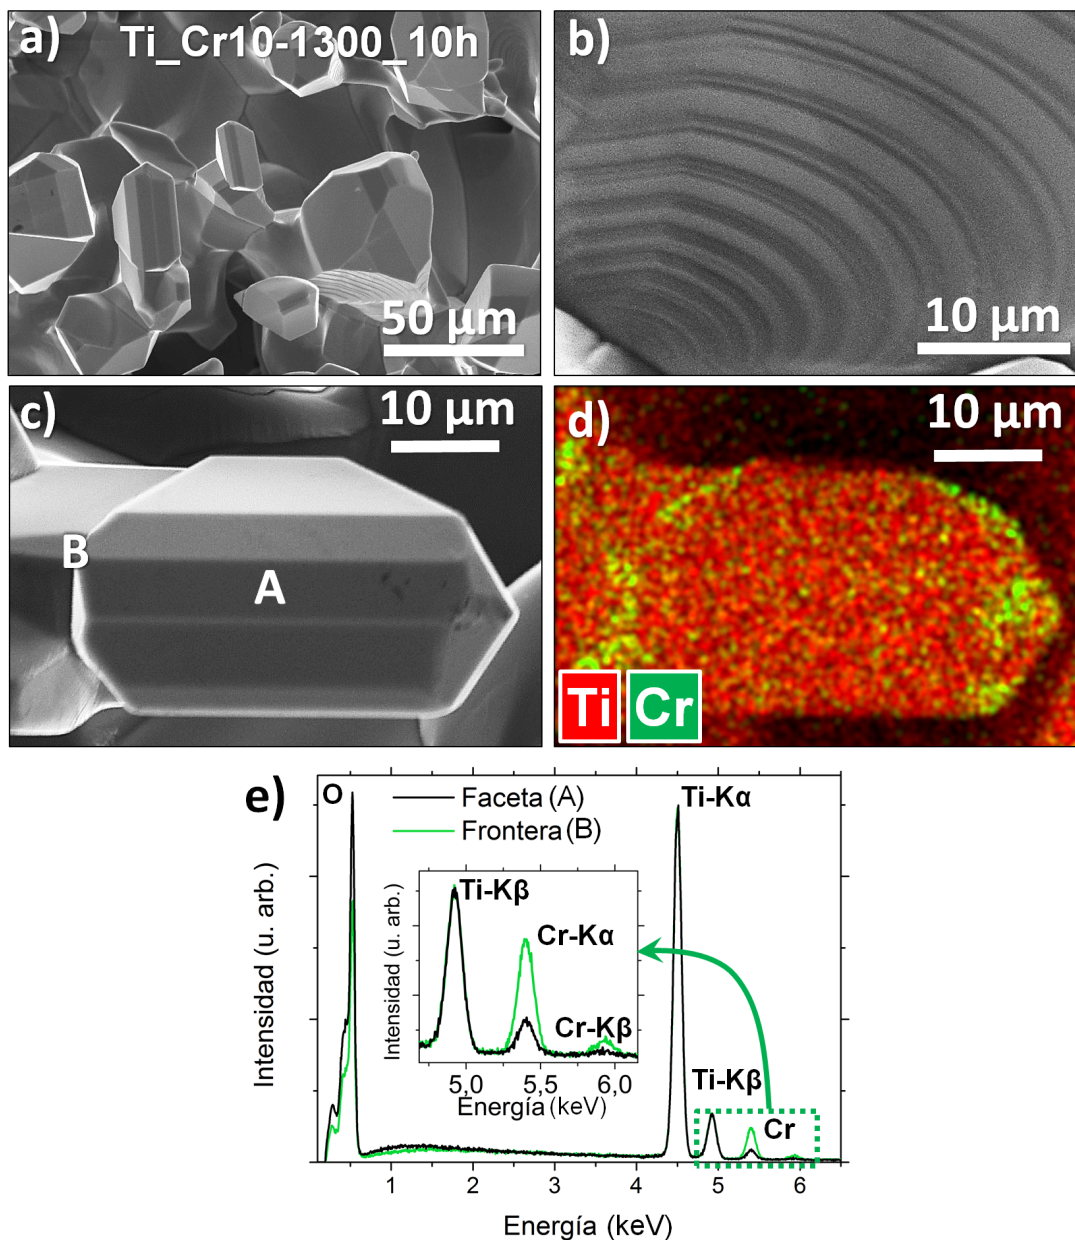 a)
Ti_Cr10-1300_10h
50 µm
b)
10 µm
c)
10 µm
B
A
d)
10 µm
Ti
Cr
e)
O
Faceta (A)
Frontera (B)
Ti-Kα
Intensidad (u. arb.)
Intensidad (u. arb.)
Ti-Kβ
Cr-Kα
Cr-Kβ
5,0 5,5 6,0
Energía (keV)
Ti-Kβ
Cr
1 2 3 4 5 6
Energía (keV)